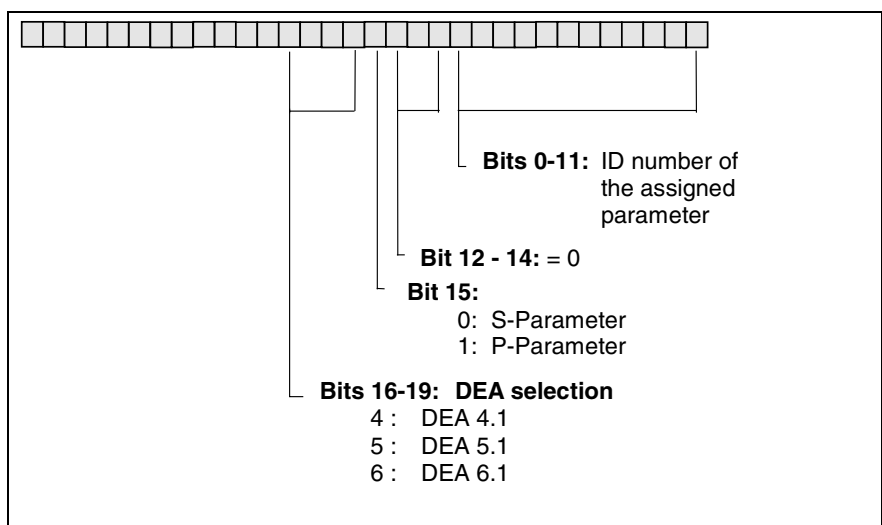 Bits 0-11: ID number of
the assigned
parameter
Bit 12 - 14: = 0
Bit 15:
0: S-Parameter
1: P-Parameter
Bits 16-19: DEA selection
4 : DEA 4.1
5 : DEA 5.1
6 : DEA 6.1